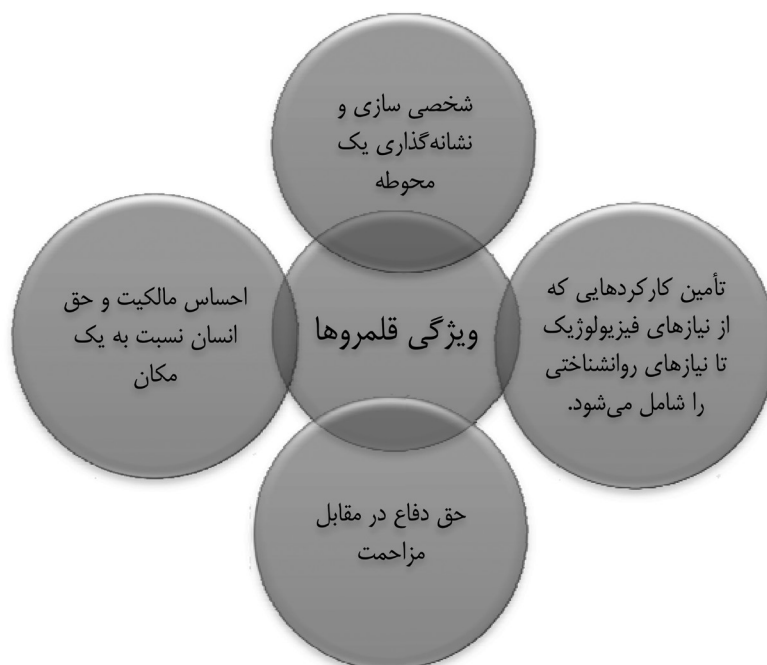 شخصی سازی و
نشانه‌گذاری یک
محوطه
تأمین کارکردهایی که
از نیازهای فیزیولوژیک
تا نیازهای روانشناختی
را شامل می‌شود.
ویژگی قلمروها
احساس مالکیت و حق
انسان نسبت به یک
مکان
حق دفاع در مقابل
مزاحمت